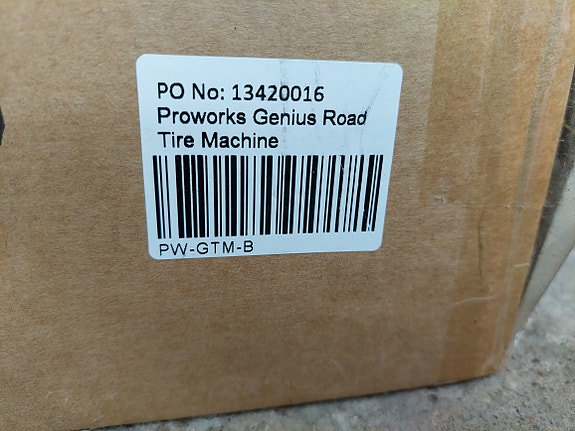 PO No: 13420016
Proworks Genius Road
Tire Machine
PW-GTM-B